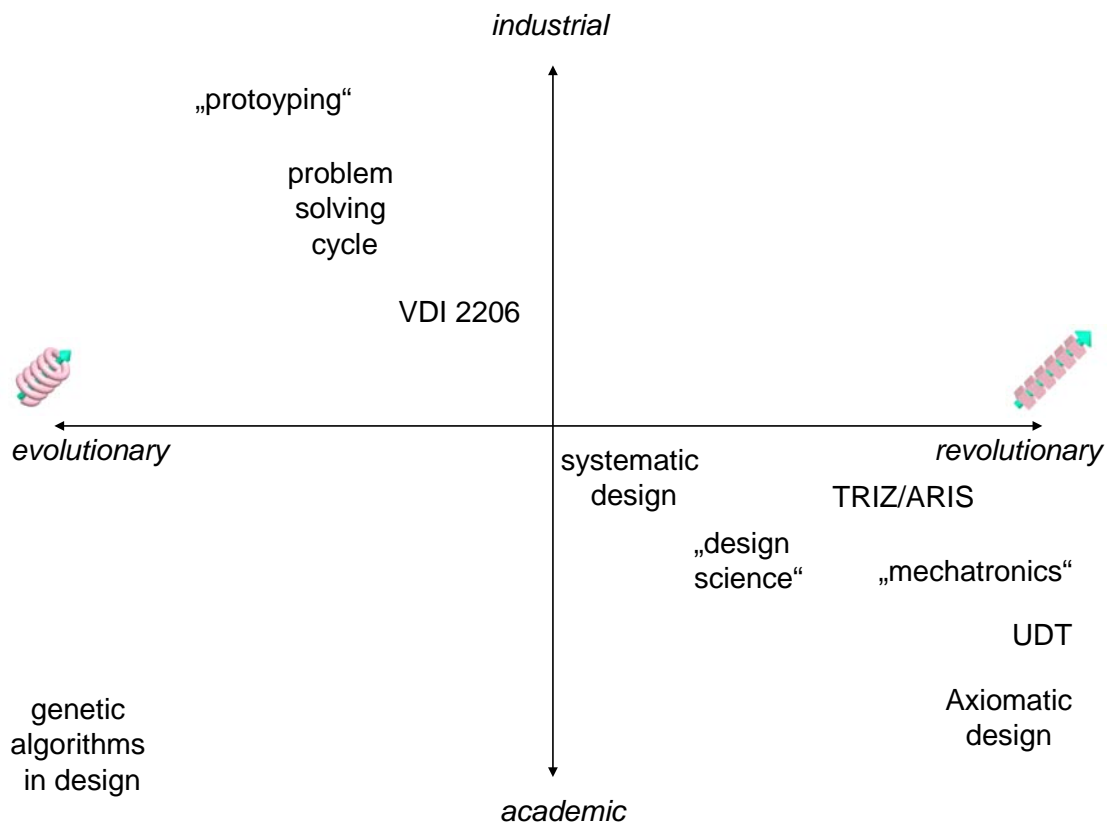 industrial
„protoyping“
problem
solving
cycle
VDI 2206
evolutionary
revolutionary
systematic
design
TRIZ/ARIS
„design
science“
„mechatronics“
UDT
Axiomatic
design
genetic
algorithms
in design
academic